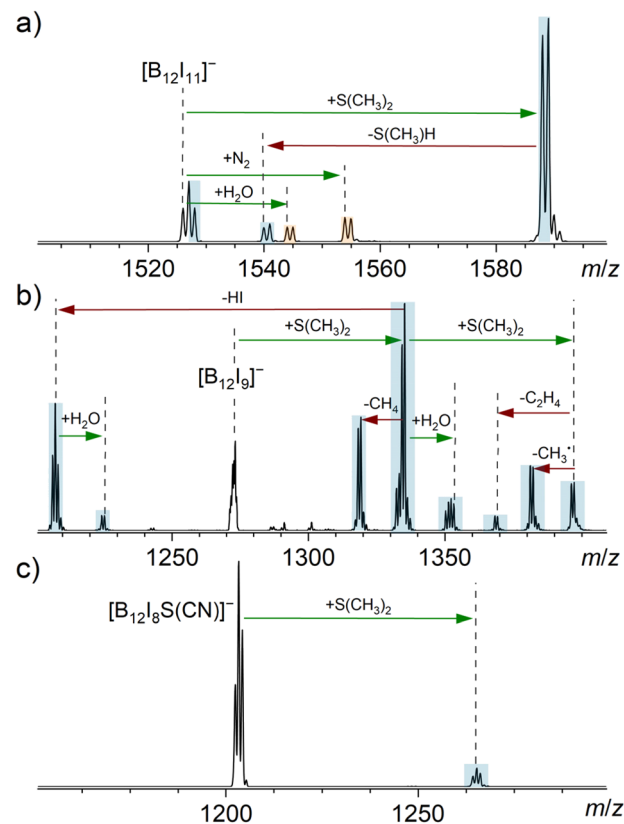 a)
[B₁₂I₁₁]⁻
+S(CH₃)₂
-S(CH₃)H
+N₂
+H₂O
1520 1540 1560 1580 m/z
b)
-HI
+S(CH₃)₂ +S(CH₃)₂
[B₁₂I₉]⁻
-CH₄ -C₂H₄
+H₂O +H₂O
-CH₃•
1250 1300 1350 m/z
c)
[B₁₂I₈S(CN)]⁻ +S(CH₃)₂
1200 1250 m/z